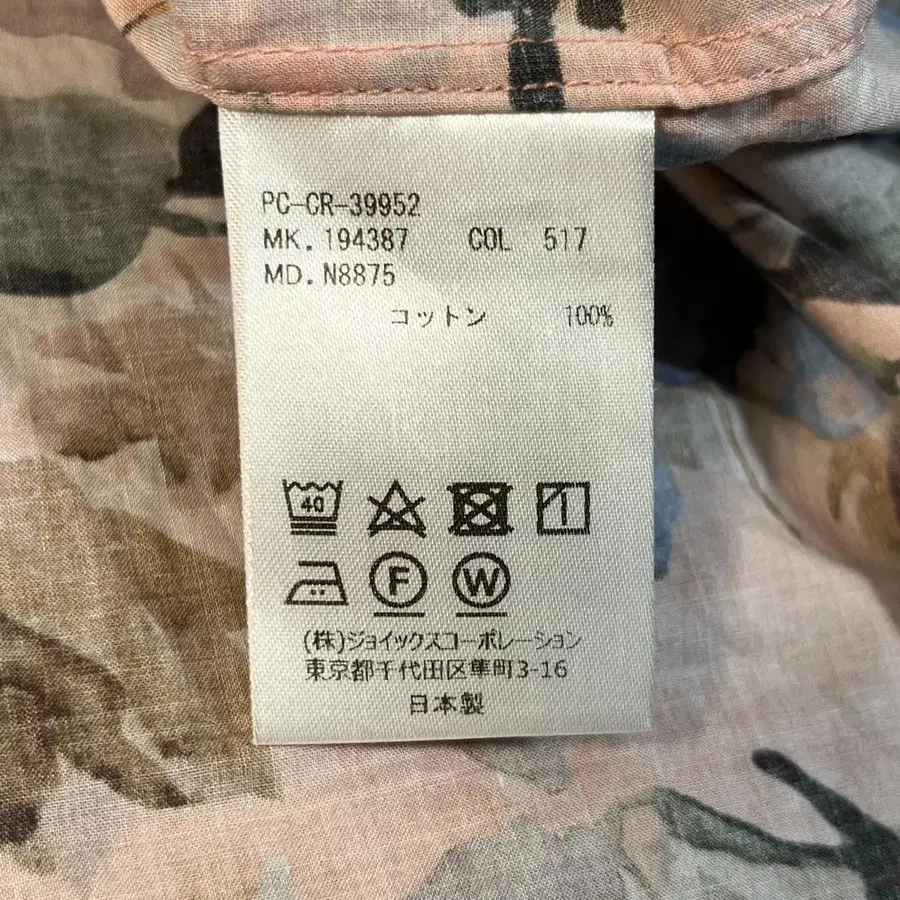 PC-CR-39952
MK. 194387 COL 517
MD. N8875
コットン 100%
40
F W
(株)ジョイックスコーポレーション
東京都千代田区隼町3-16
日本製